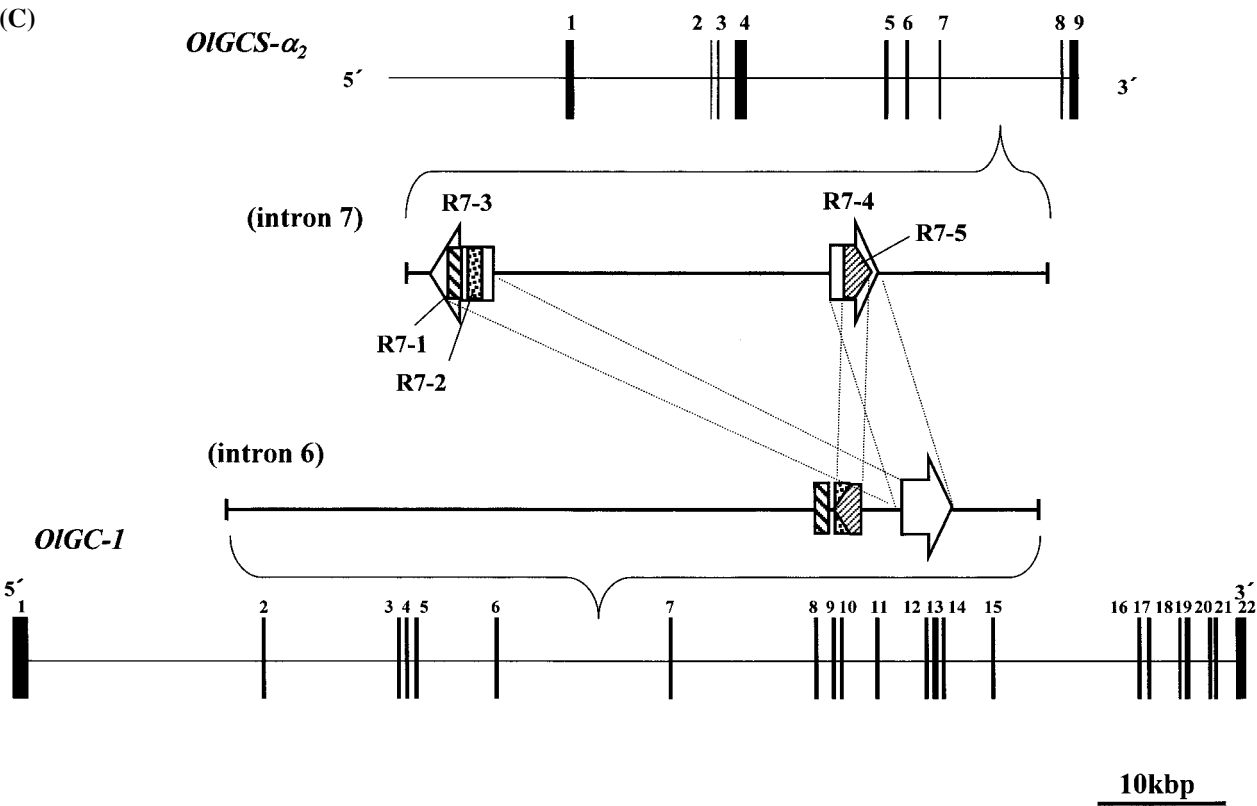 (C)
OlGCS-α2
1 2 3 4 5 6 7 8 9
5´ 3´
(intron 7)
R7-3 R7-4
R7-5
R7-1
R7-2
(intron 6)
OlGC-1
5´ 3´
1 2 3 4 5 6 7 8 9 10 11 12 13 14 15 16 17 18 19 20 21 22
10kbp